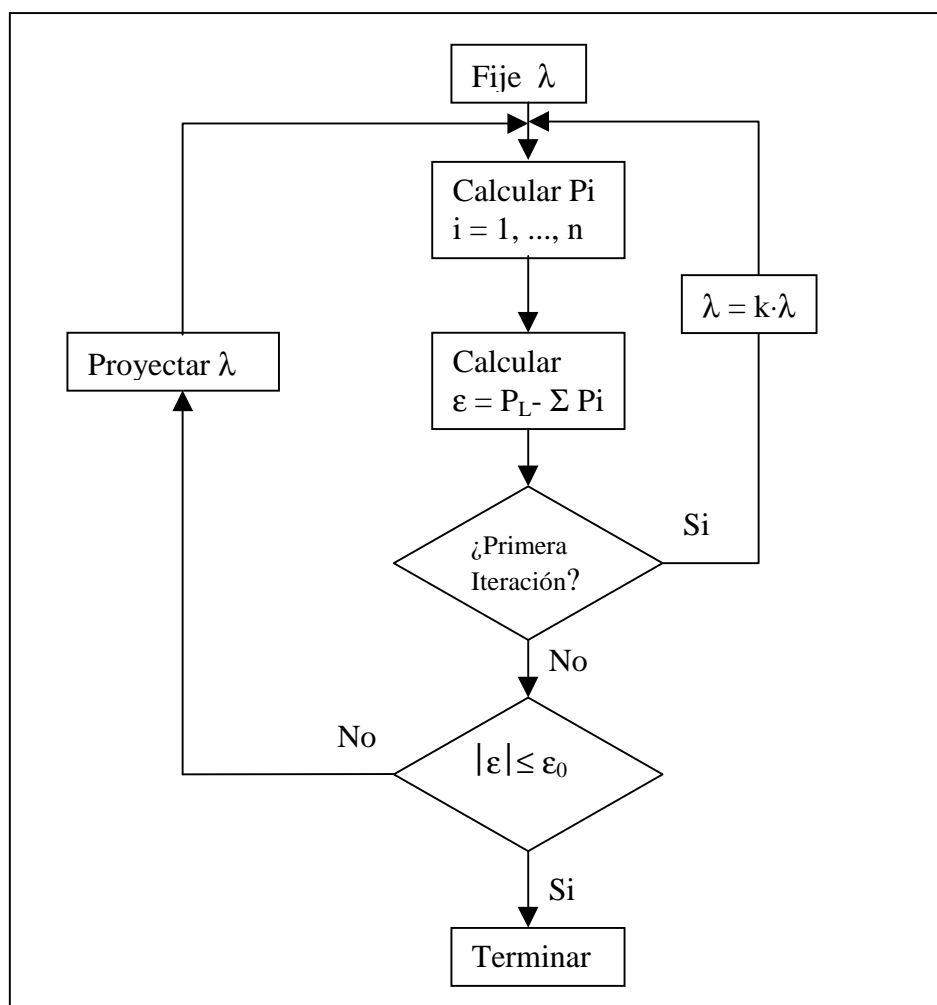 Fije λ
Calcular Pi
i = 1, ..., n
λ = k·λ
Proyectar λ
Calcular
ε = P_L- Σ Pi
¿Primera
Iteración?
Si
No
No
|ε| ≤ ε₀
Si
Terminar